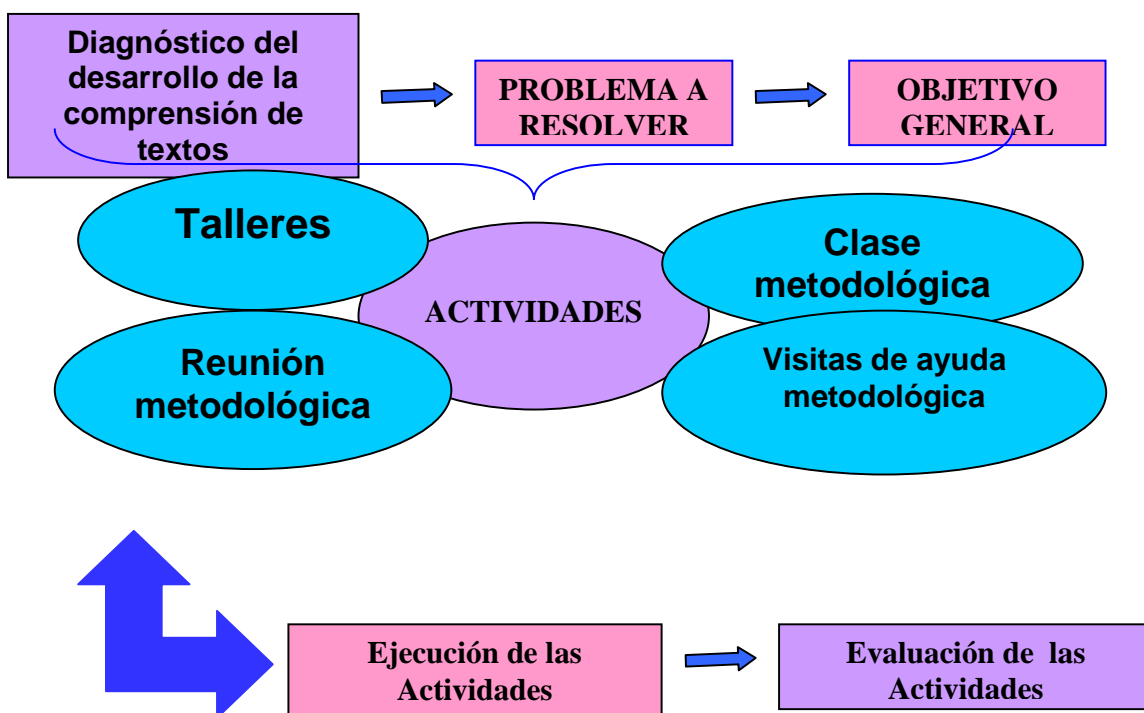 Diagnóstico del
desarrollo de la
comprensión de
textos
PROBLEMA A
RESOLVER
OBJETIVO
GENERAL
Talleres
Clase
metodológica
ACTIVIDADES
Reunión
metodológica
Visitas de ayuda
metodológica
Ejecución de las
Actividades
Evaluación de  las
Actividades